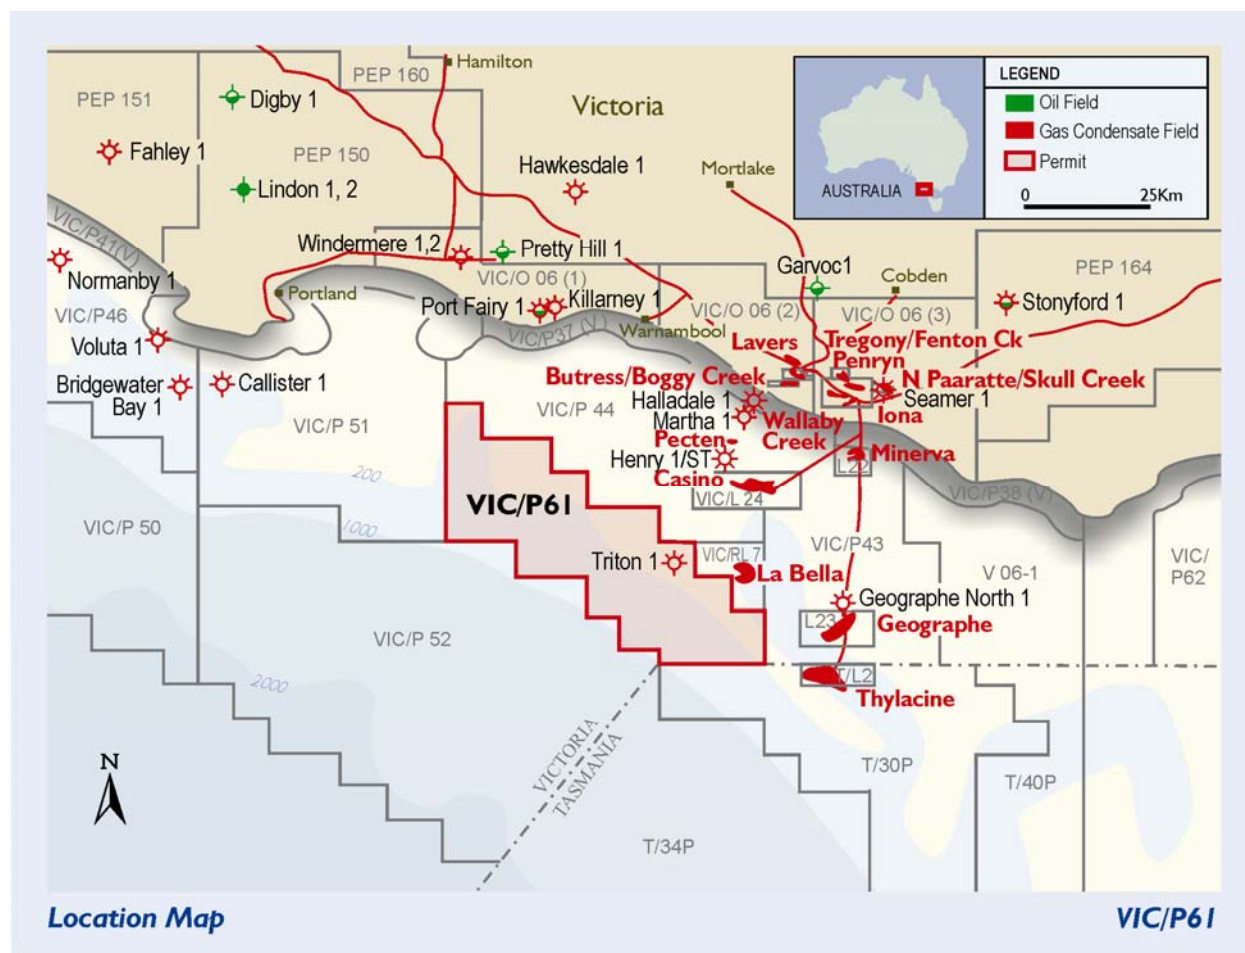 Hamilton
PEP 160
PEP 151
Digby 1
Victoria
LEGEND
Oil Field
Gas Condensate Field
Permit
0
25Km
AUSTRALIA
Fahley 1
PEP 150
Hawkesdale 1
Mortlake
Lindon 1, 2
VIC/P41(V)
Windermere 1,2
Pretty Hill 1
Normanby 1
VIC/O 06 (1)
Garvoc1
Cobden
PEP 164
Portland
Port Fairy 1
Killarney 1
VIC/O 06 (2)
VIC/O 06 (3)
Stonyford 1
VIC/P46
Warnambool
VIC/P37 (V)
Voluta 1
Lavers
Tregony/Fenton Ck
Penryn
Bridgewater
Bay 1
Callister 1
Butress/Boggy Creek
N Paaratte/Skull Creek
Halladale 1
Seamer 1
VIC/P 44
Martha 1
Wallaby
Creek
Iona
VIC/P 51
Pecten
Henry 1/ST
Minerva
L22
200
Casino
VIC/L 24
VIC/P38 (V)
VIC/P61
VIC/P 50
1000
VIC/P43
VIC/RL 7
Triton 1
La Bella
V 06-1
VIC/
P62
Geographe North 1
L23
Geographe
VIC/P 52
T/L2
2000
Thylacine
VICTORIA
TASMANIA
N
T/30P
T/40P
T/34P
Location Map
VIC/P61